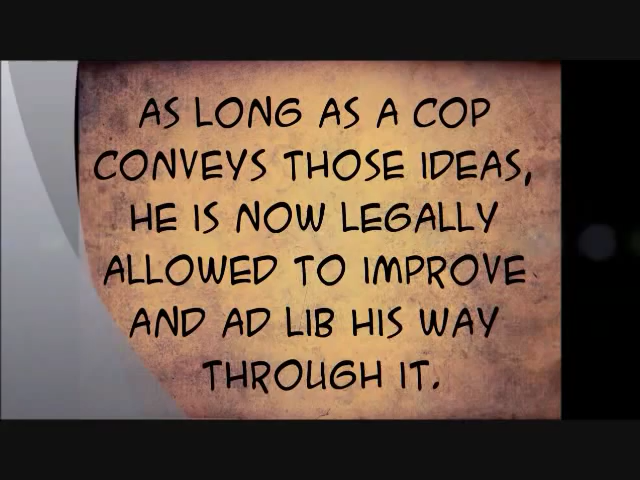 AS LONG AS A COP
CONVEYS THOSE IDEAS,
HE IS NOW LEGALLY
ALLOWED TO IMPROVE
AND AD LIB HIS WAY
THROUGH IT.